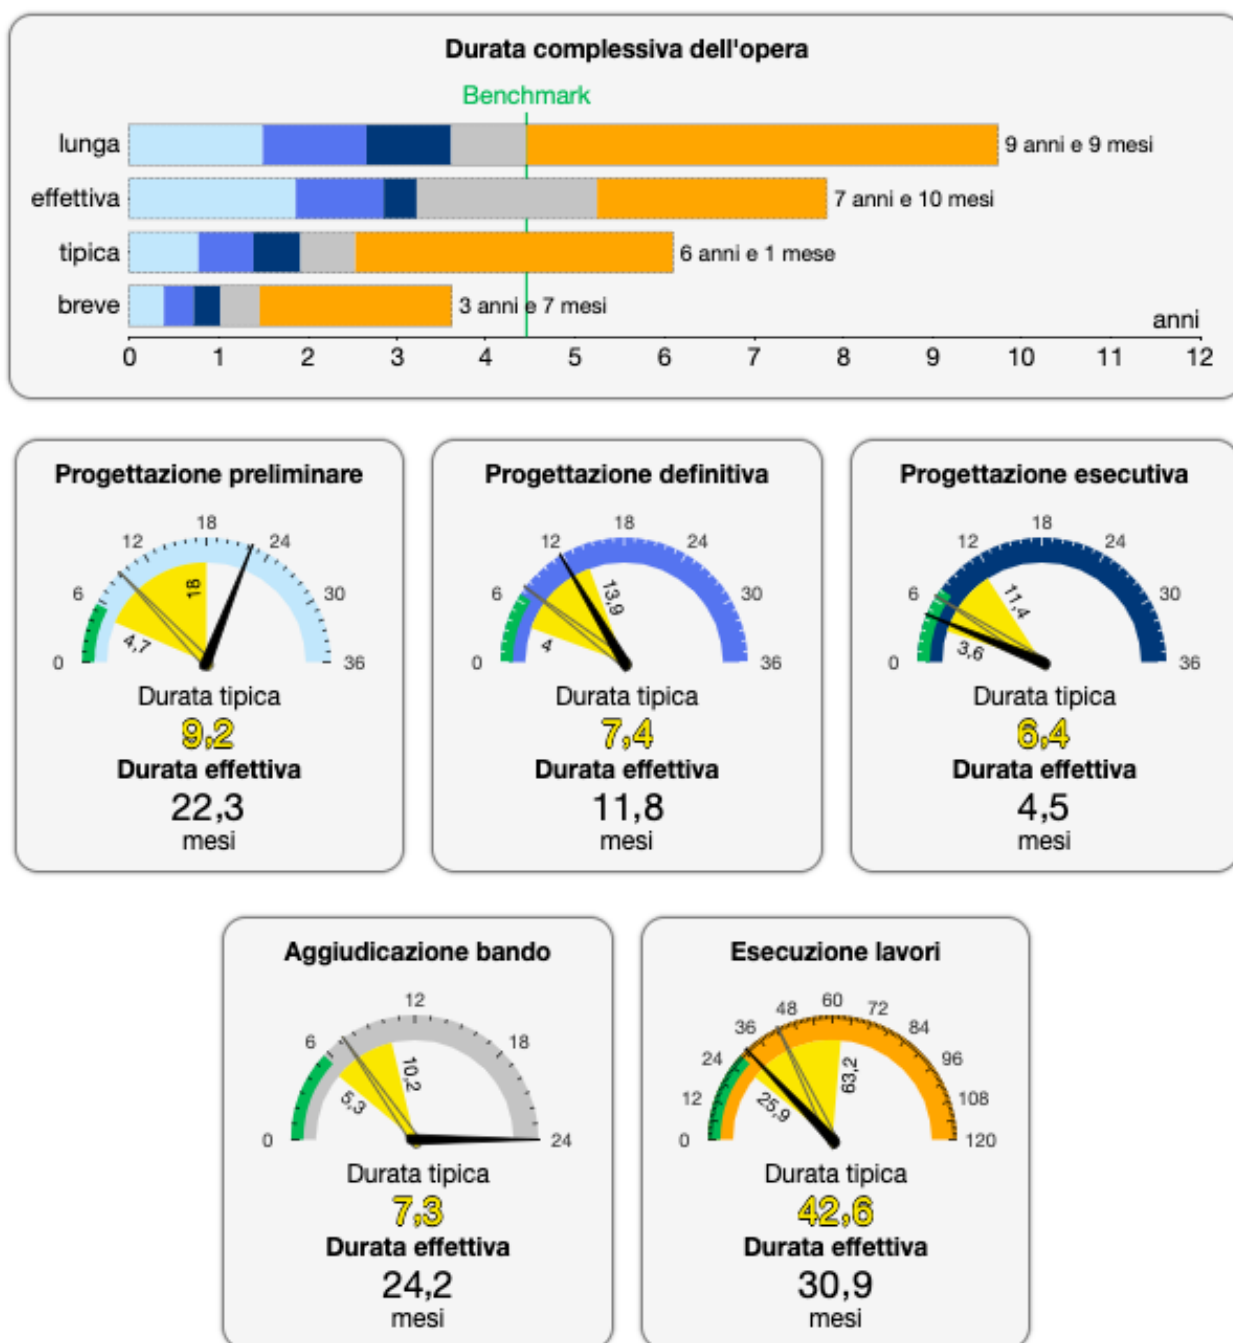 Durata complessiva dell'opera
Benchmark
lunga
9 anni e 9 mesi
effettiva
7 anni e 10 mesi
tipica
6 anni e 1 mese
breve
3 anni e 7 mesi
anni
0 1 2 3 4 5 6 7 8 9 10 11 12
Progettazione preliminare
0 6 12 18 24 30 36
4,7 18
Durata tipica
9,2
Durata effettiva
22,3
mesi
Progettazione definitiva
0 6 12 18 24 30 36
4 13,9
Durata tipica
7,4
Durata effettiva
11,8
mesi
Progettazione esecutiva
0 6 12 18 24 30 36
3,6 11,4
Durata tipica
6,4
Durata effettiva
4,5
mesi
Aggiudicazione bando
0 6 12 18 24
5,3 10,2
Durata tipica
7,3
Durata effettiva
24,2
mesi
Esecuzione lavori
0 12 24 36 48 60 72 84 96 108 120
25,9 63,2
Durata tipica
42,6
Durata effettiva
30,9
mesi